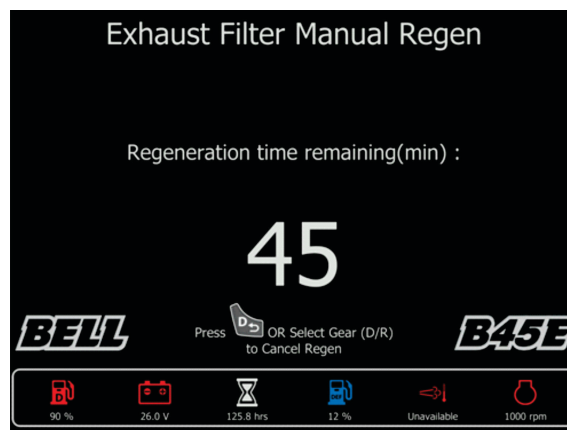 Exhaust Filter Manual Regen
Regeneration time remaining(min) :
45
Press D OR Select Gear (D/R)
to Cancel Regen
BELL
B45E
D
90 % 26.0 V 125.8 hrs 12 % Unavailable 1000 rpm